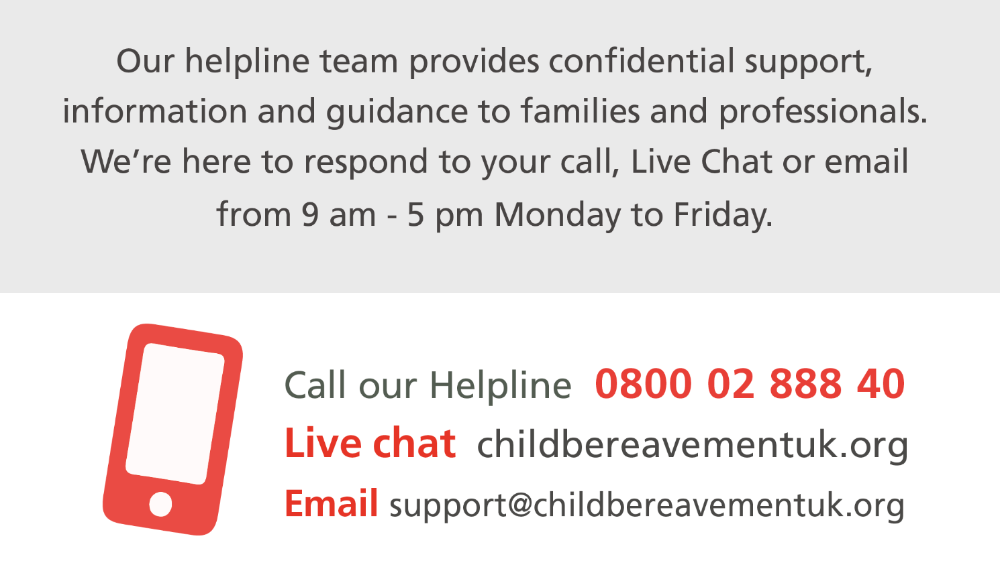 Our helpline team provides confidential support,
information and guidance to families and professionals.
We’re here to respond to your call, Live Chat or email
from 9 am - 5 pm Monday to Friday.
Call our Helpline 0800 02 888 40
Live chat childbereavementuk.org
Email support@childbereavementuk.org